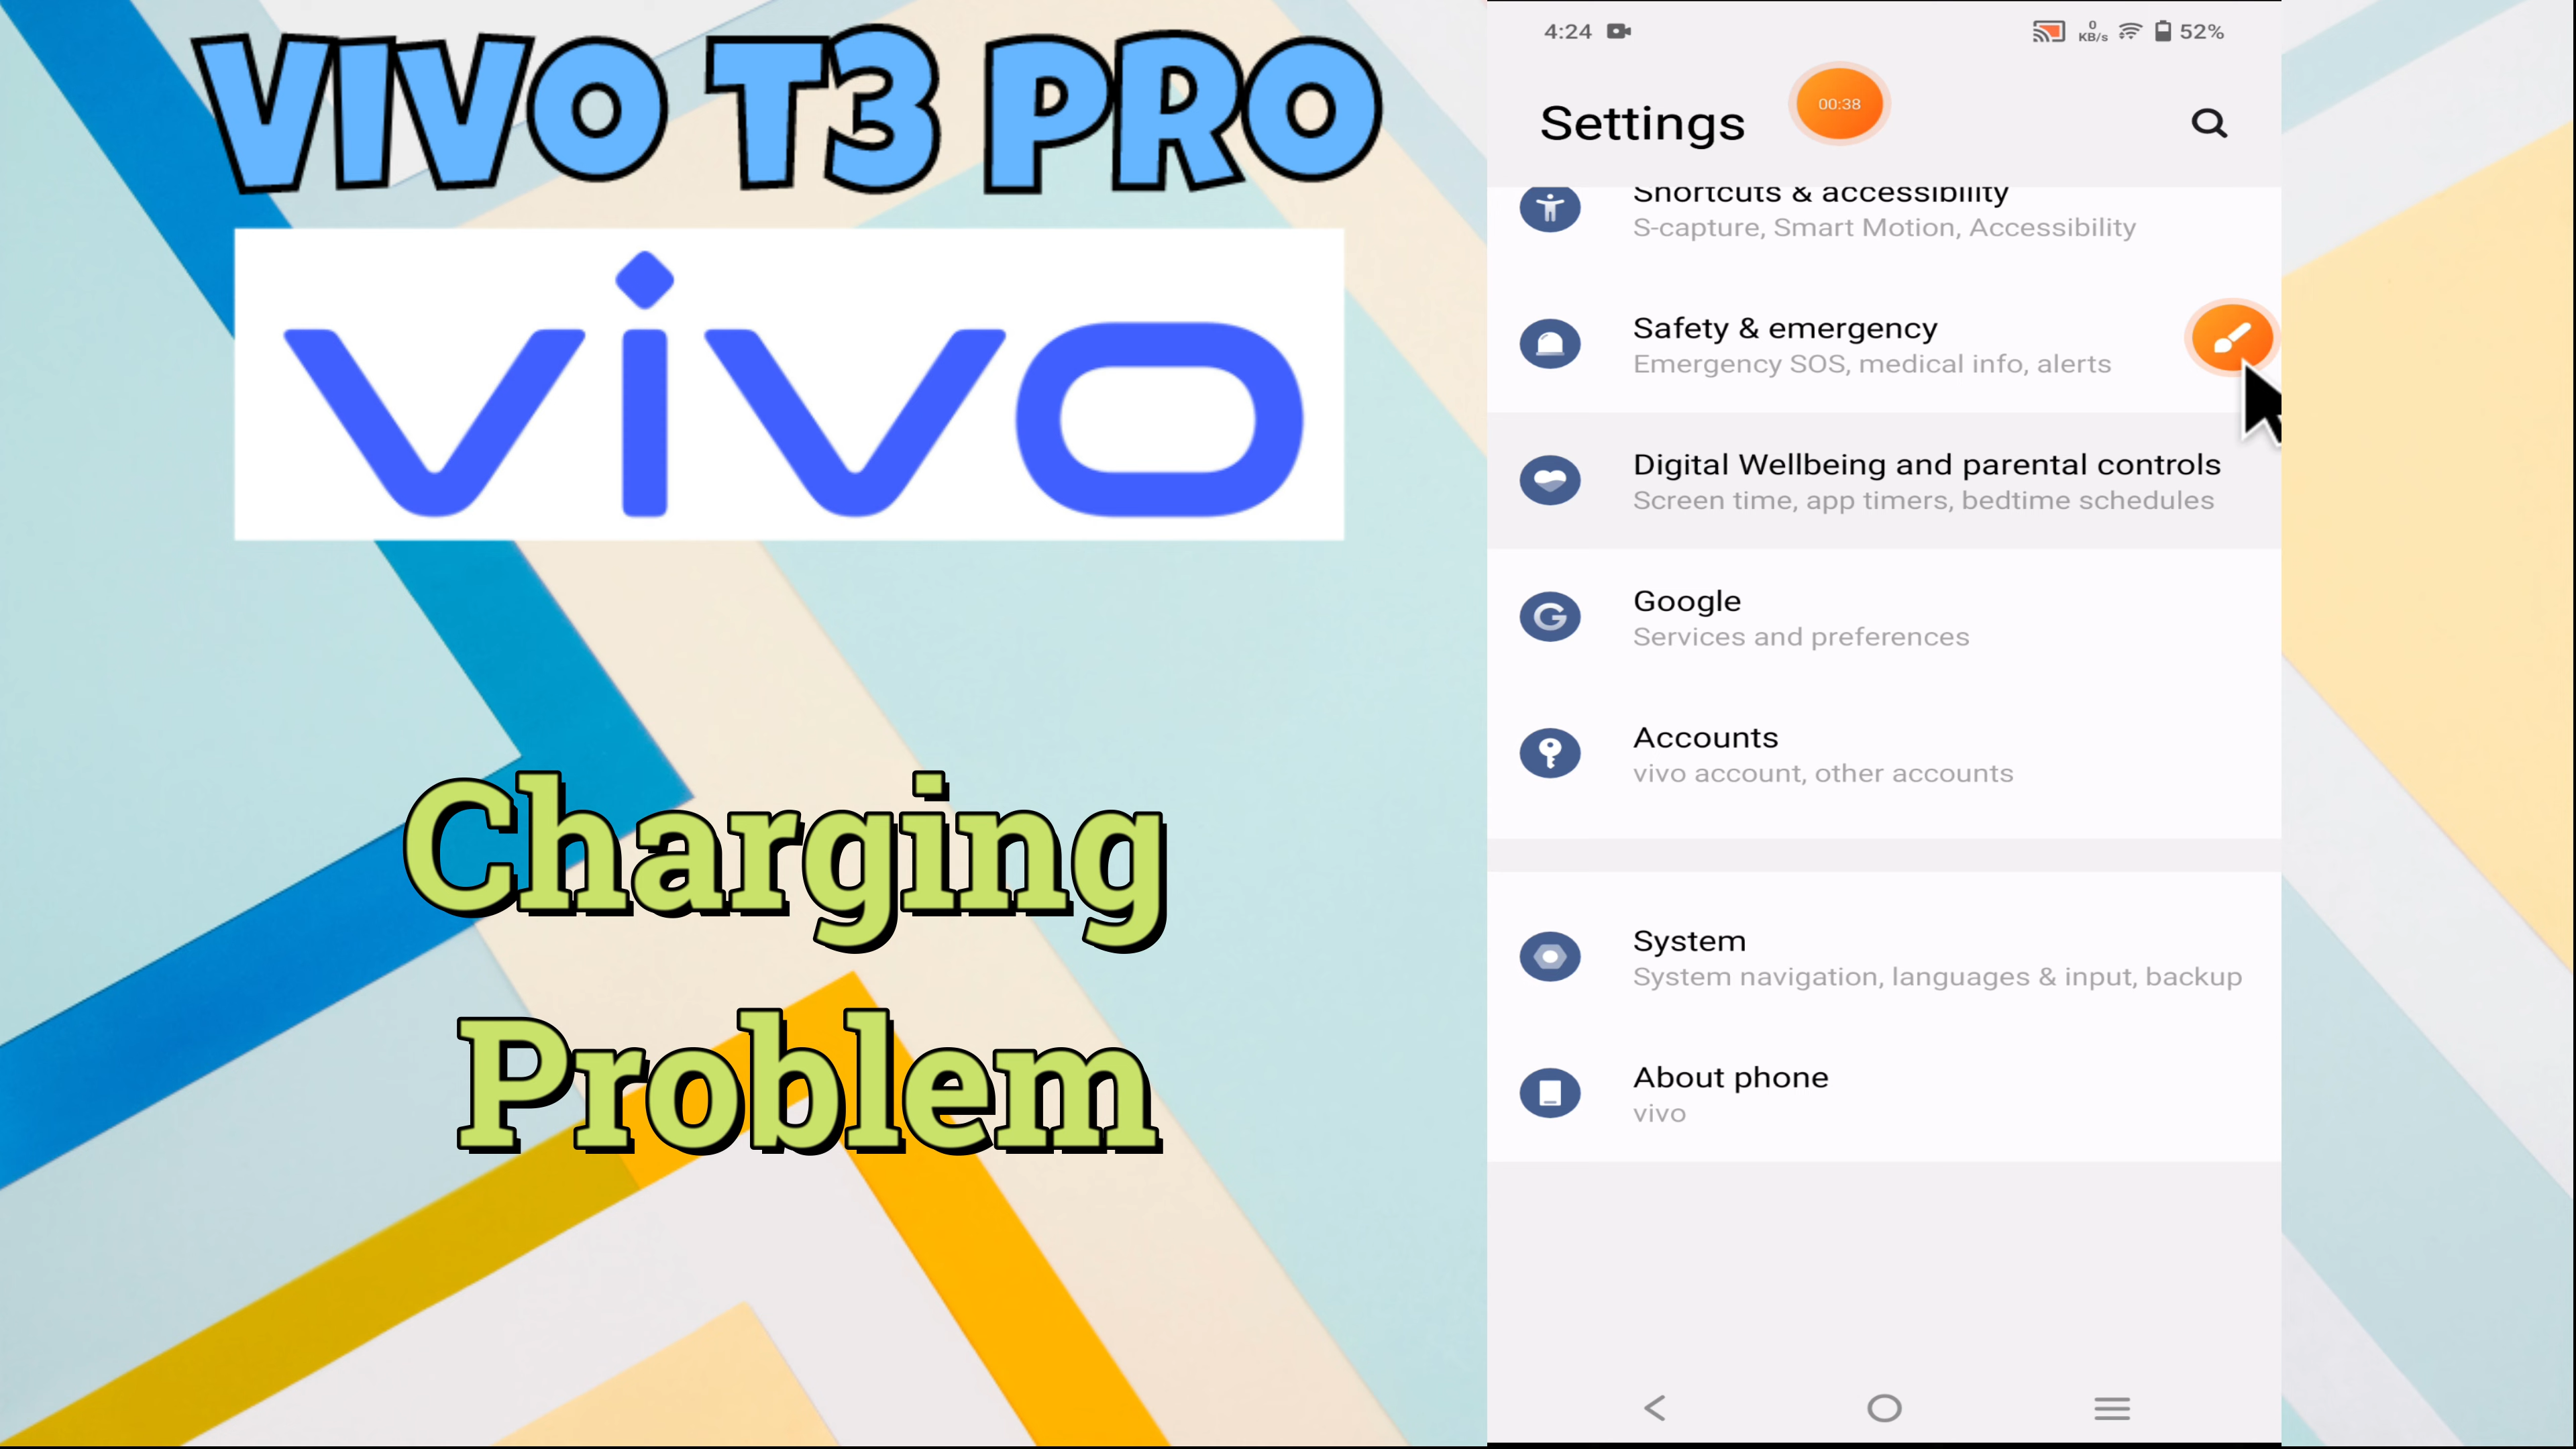 VIVO T3 PRO
vivo
Charging
Problem
4:24
0
KB/s
52%
Settings
00:38
Shortcuts & accessibility
S-capture, Smart Motion, Accessibility
Safety & emergency
Emergency SOS, medical info, alerts
Digital Wellbeing and parental controls
Screen time, app timers, bedtime schedules
Google
Services and preferences
Accounts
vivo account, other accounts
System
System navigation, languages & input, backup
About phone
vivo